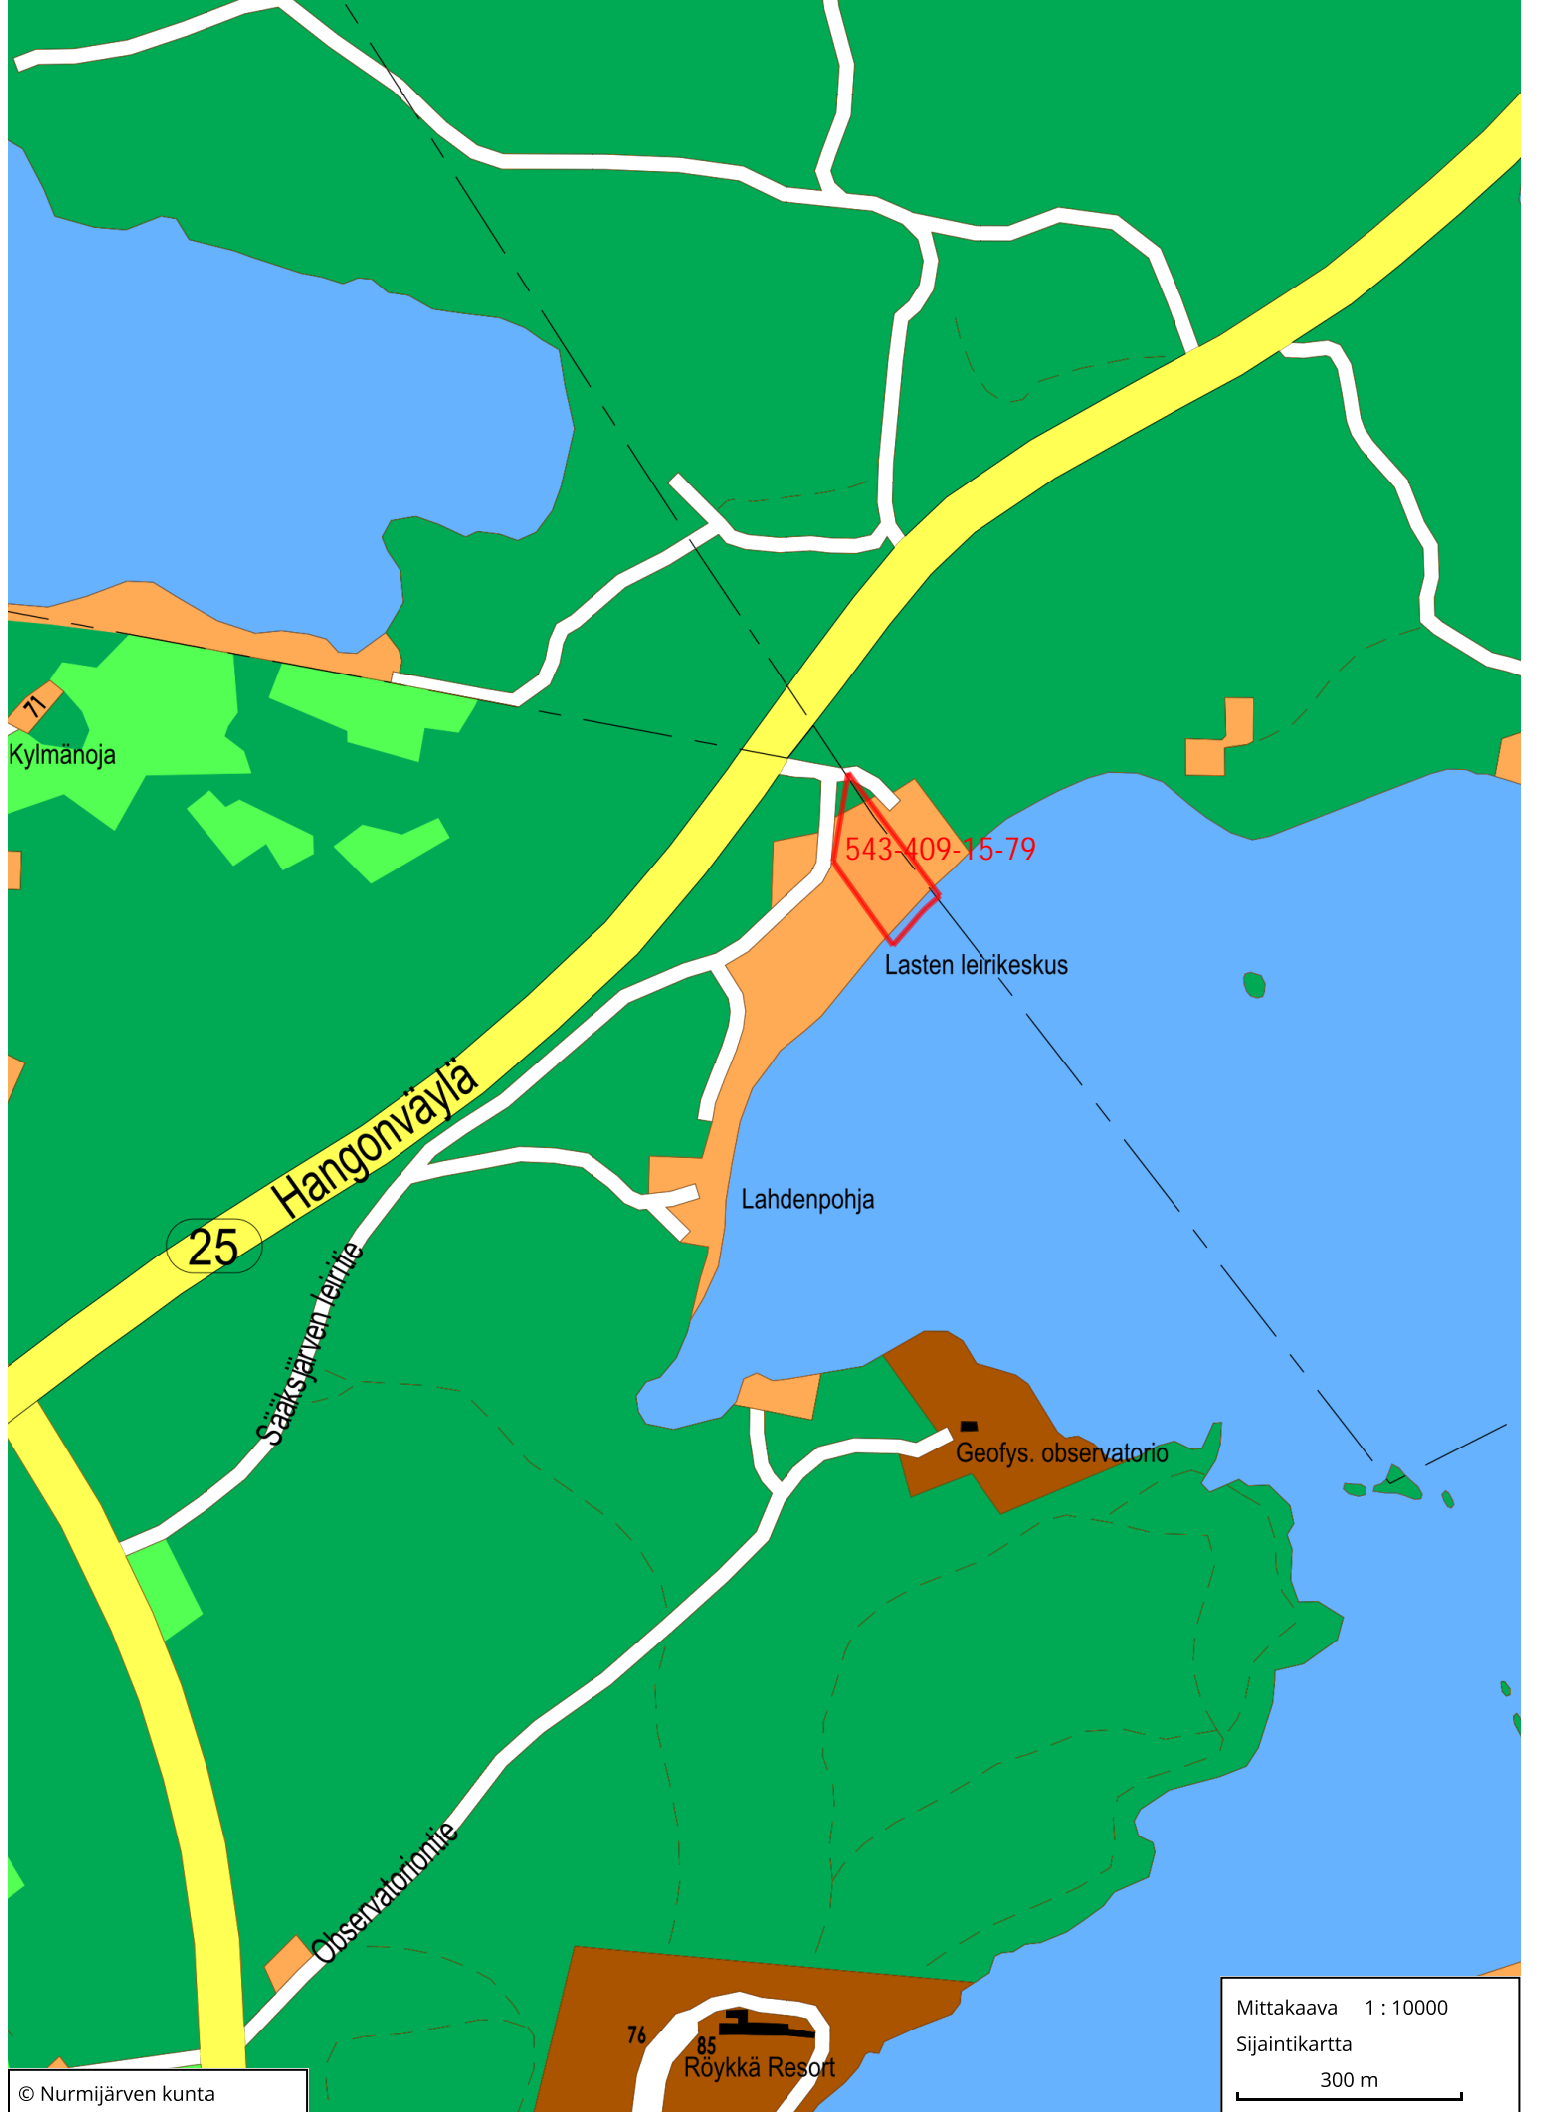 71
Kylmänoja
543-409-15-79
Lasten leirikeskus
Hangonväylä
Lahdenpohja
25
Sääksjärven leiritie
Geofys. observatorio
Observatoriontie
76
85
Röykkä Resort
Mittakaava 1 : 10000
Sijaintikartta
300 m
© Nurmijärven kunta